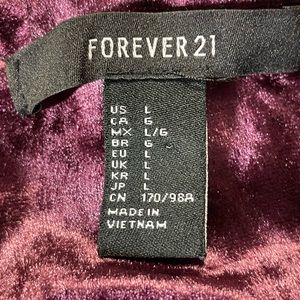 FOREVER 21
US L
CA G
MX L/G
BR G
EU L
UK L
KR L
JP L
CN 170/98A
MADE IN
VIETNAM